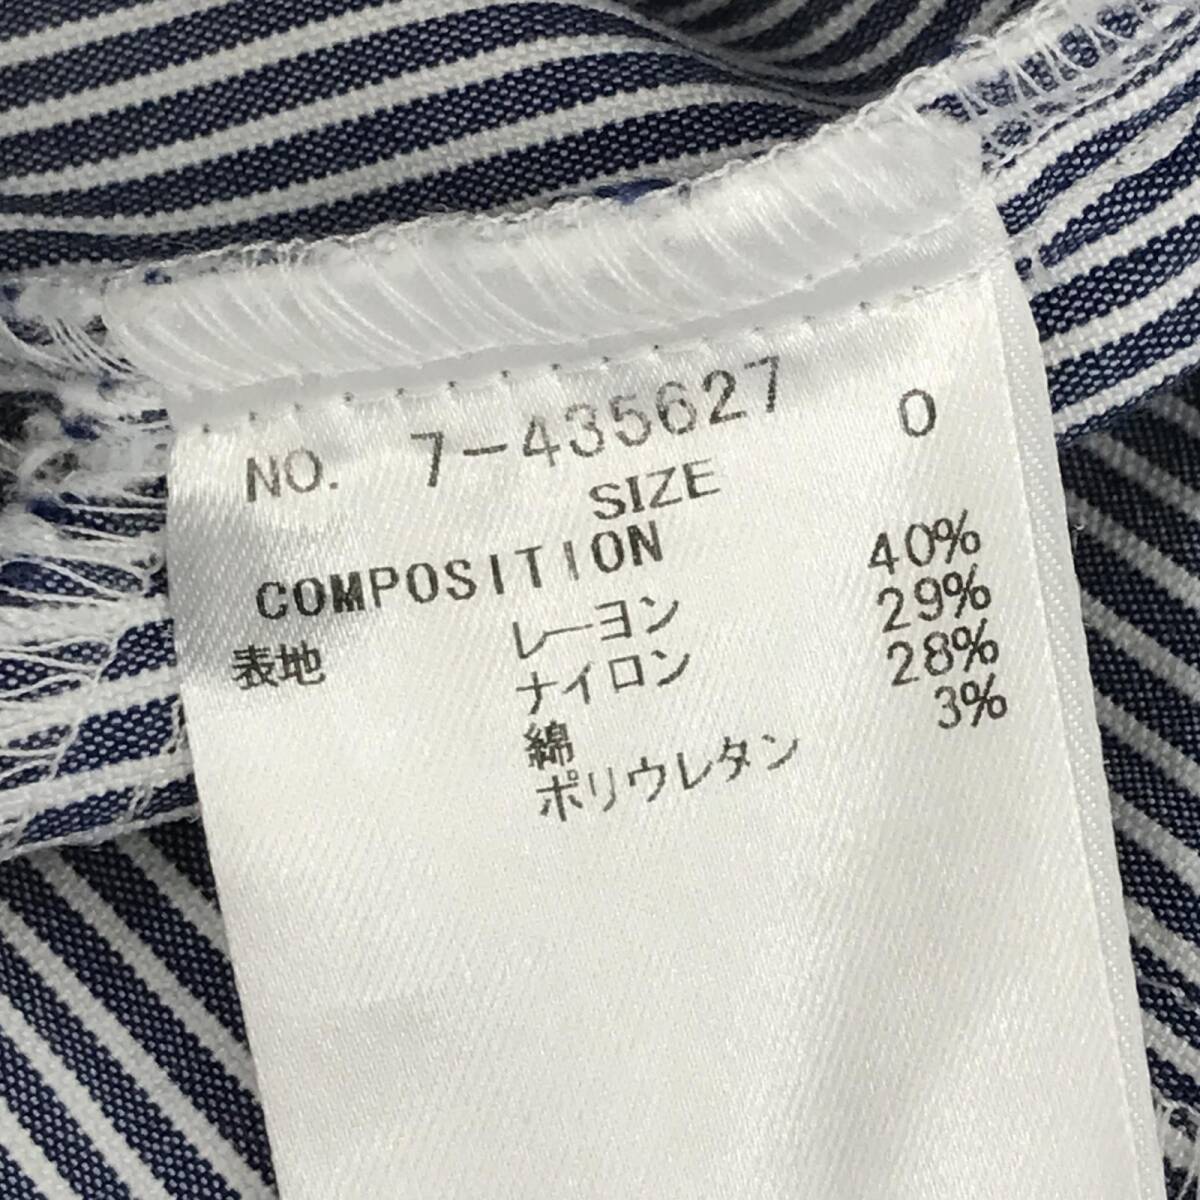 NO. 7-435627
SIZE 0
COMPOSITION
表地 レーヨン 40%
ナイロン 29%
綿 28%
ポリウレタン 3%